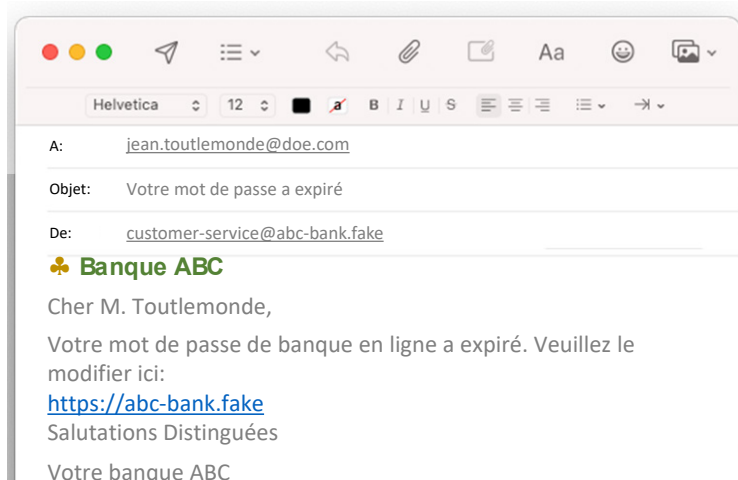 Aa
Helvetica 12 a B I U S
A: jean.toutlemonde@doe.com
Objet: Votre mot de passe a expiré
De: customer-service@abc-bank.fake
Banque ABC
Cher M. Toutlemonde,
Votre mot de passe de banque en ligne a expiré. Veuillez le
modifier ici:
https://abc-bank.fake
Salutations Distinguées
Votre banque ABC